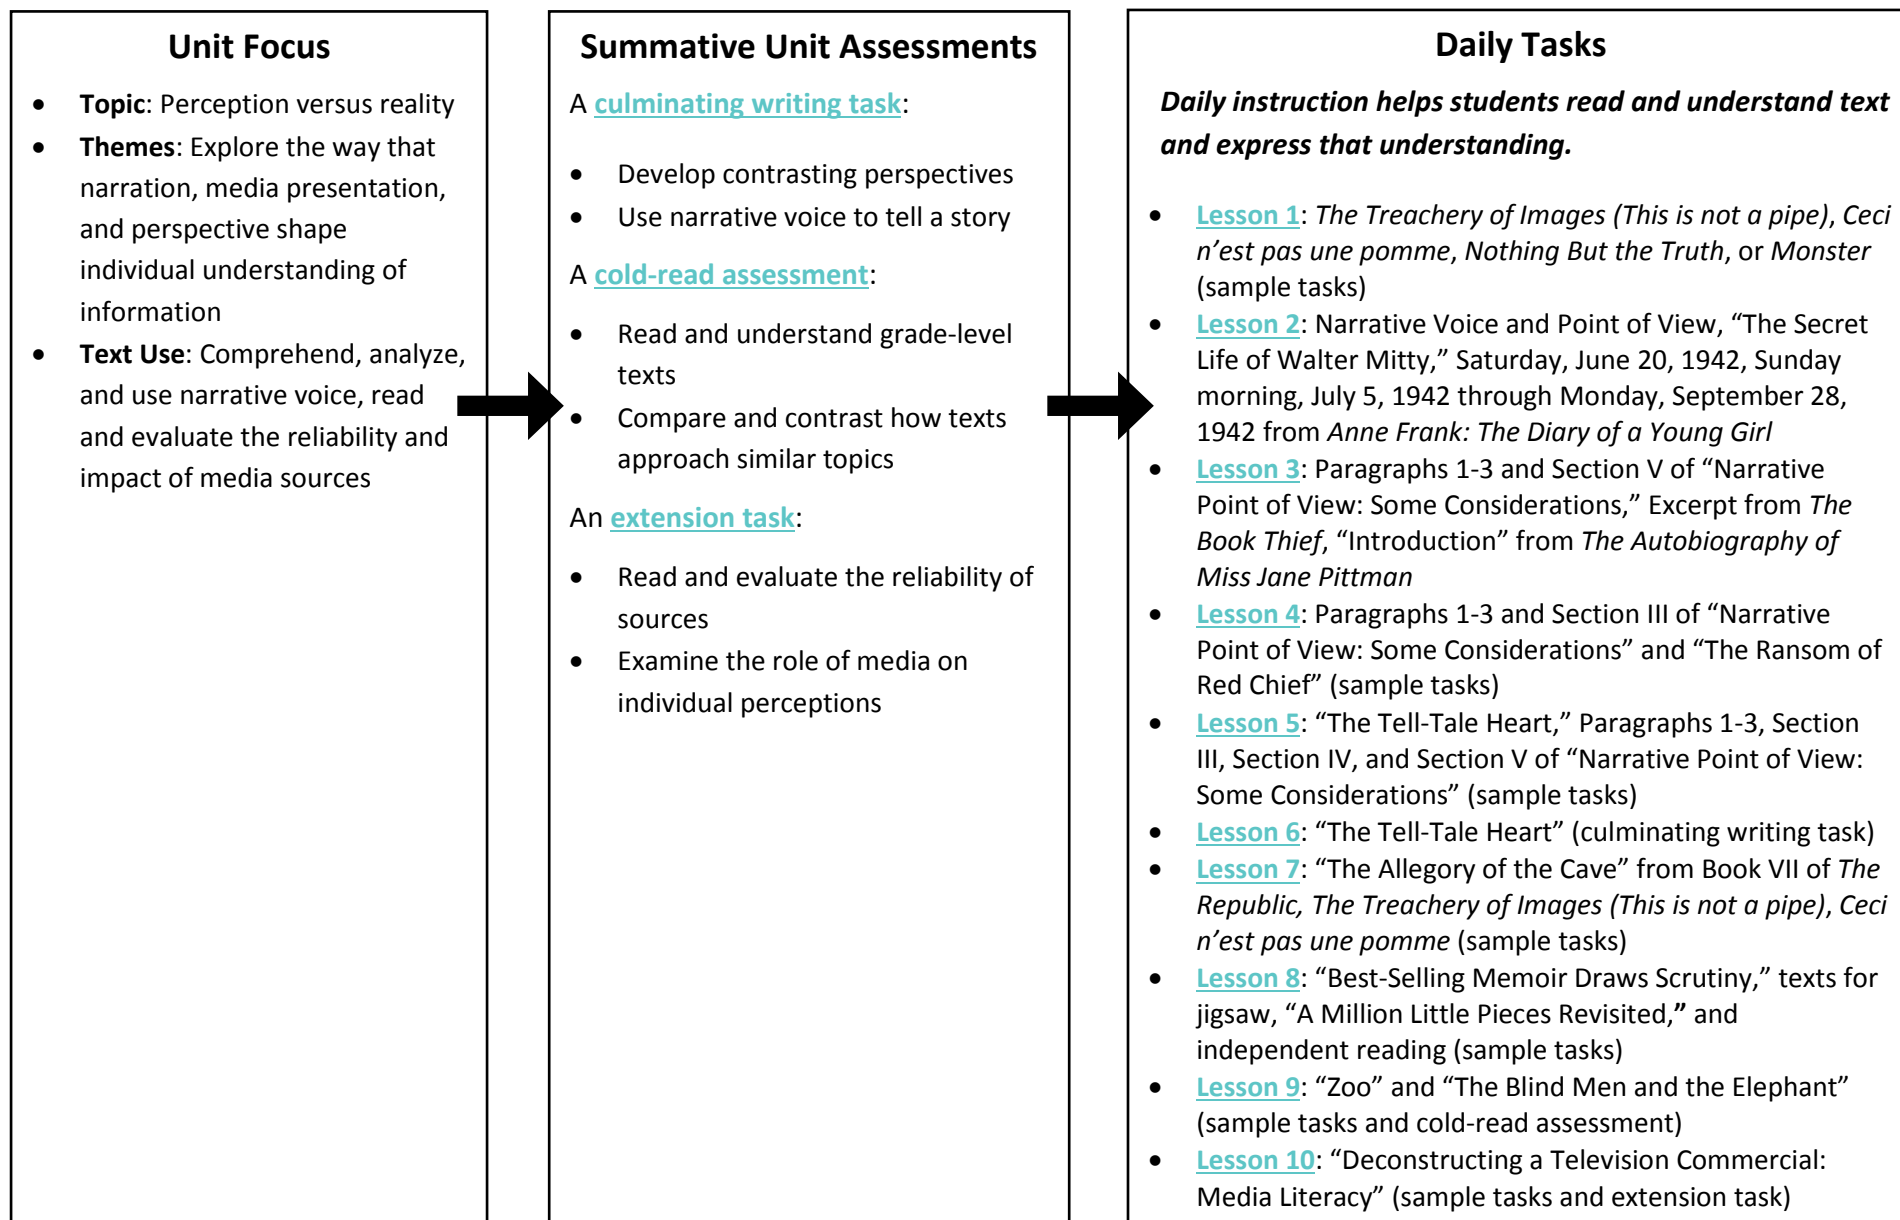 Unit Focus
• Topic: Perception versus reality
• Themes: Explore the way that
narration, media presentation,
and perspective shape
individual understanding of
information
• Text Use: Comprehend, analyze,
and use narrative voice, read
and evaluate the reliability and
impact of media sources
Summative Unit Assessments
A culminating writing task:
• Develop contrasting perspectives
• Use narrative voice to tell a story
A cold-read assessment:
• Read and understand grade-level
texts
• Compare and contrast how texts
approach similar topics
An extension task:
• Read and evaluate the reliability of
sources
• Examine the role of media on
individual perceptions
Daily Tasks
Daily instruction helps students read and understand text
and express that understanding.
• Lesson 1: The Treachery of Images (This is not a pipe), Ceci
n’est pas une pomme, Nothing But the Truth, or Monster
(sample tasks)
• Lesson 2: Narrative Voice and Point of View, “The Secret
Life of Walter Mitty,” Saturday, June 20, 1942, Sunday
morning, July 5, 1942 through Monday, September 28,
1942 from Anne Frank: The Diary of a Young Girl
• Lesson 3: Paragraphs 1-3 and Section V of “Narrative
Point of View: Some Considerations,” Excerpt from The
Book Thief, “Introduction” from The Autobiography of
Miss Jane Pittman
• Lesson 4: Paragraphs 1-3 and Section III of “Narrative
Point of View: Some Considerations” and “The Ransom of
Red Chief” (sample tasks)
• Lesson 5: “The Tell-Tale Heart,” Paragraphs 1-3, Section
III, Section IV, and Section V of “Narrative Point of View:
Some Considerations” (sample tasks)
• Lesson 6: “The Tell-Tale Heart” (culminating writing task)
• Lesson 7: “The Allegory of the Cave” from Book VII of The
Republic, The Treachery of Images (This is not a pipe), Ceci
n’est pas une pomme (sample tasks)
• Lesson 8: “Best-Selling Memoir Draws Scrutiny,” texts for
jigsaw, “A Million Little Pieces Revisited,” and
independent reading (sample tasks)
• Lesson 9: “Zoo” and “The Blind Men and the Elephant”
(sample tasks and cold-read assessment)
• Lesson 10: “Deconstructing a Television Commercial:
Media Literacy” (sample tasks and extension task)